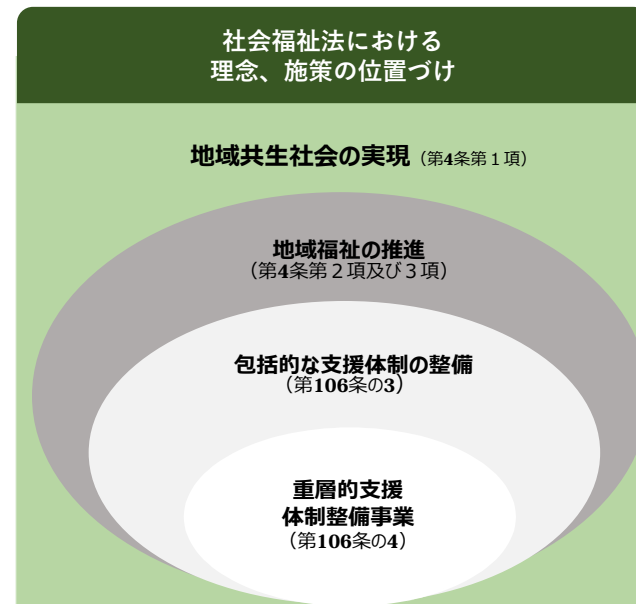 社会福祉法における
理念、施策の位置づけ
地域共生社会の実現（第4条第１項）
地域福祉の推進
（第4条第２項及び３項）
包括的な支援体制の整備
（第106条の3）
重層的支援
体制整備事業
（第106条の4）